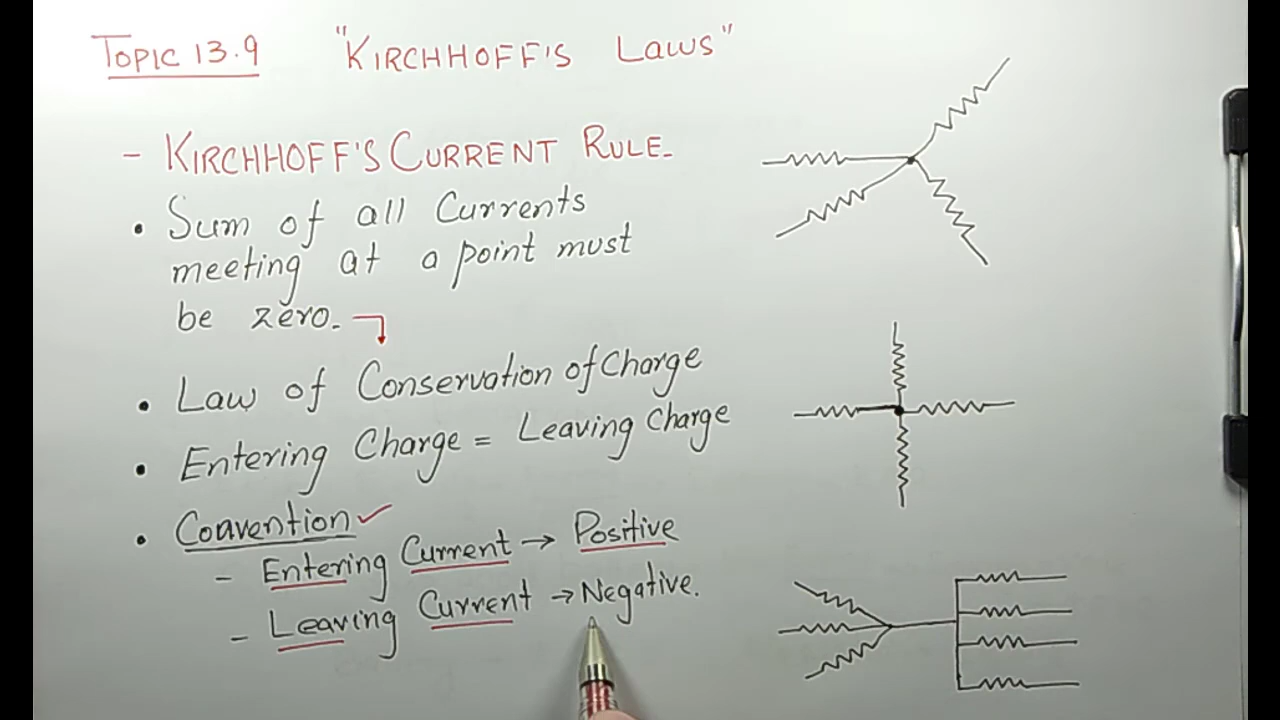 TOPIC 13.9 "KIRCHHOFF'S LAWS"
- KIRCHHOFF'S CURRENT RULE.
• Sum of all Currents
meeting at a point must
be zero.
• Law of Conservation of Charge
• Entering Charge = Leaving Charge
• Convention ✓
- Entering Current → Positive
- Leaving Current → Negative.